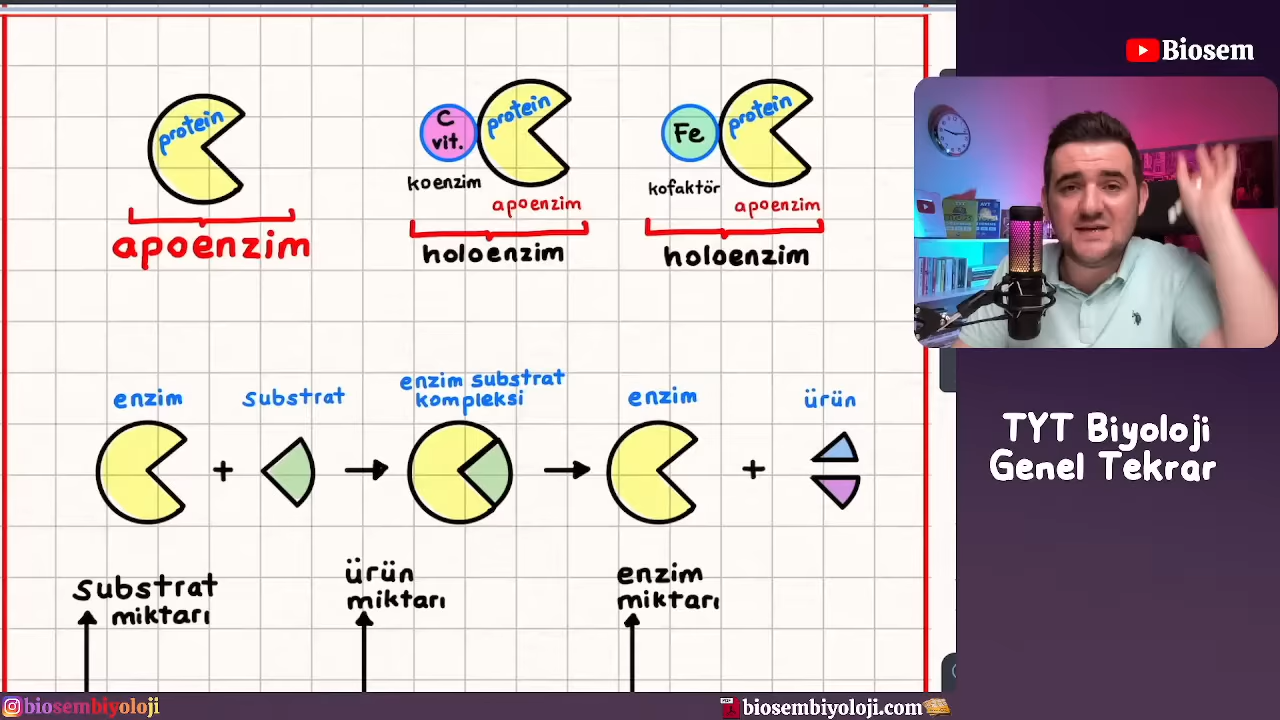 Biosem
protein
C
vit.
protein
Fe
protein
koenzim
kofaktör
apoenzim
apoenzim
apoenzim
holoenzim
holoenzim
enzim
substrat
enzim substrat
kompleksi
enzim
ürün
+
+
TYT Biyoloji
Genel Tekrar
substrat
miktarı
ürün
miktarı
enzim
miktarı
biosembiyoloji
biosembiyoloji.com